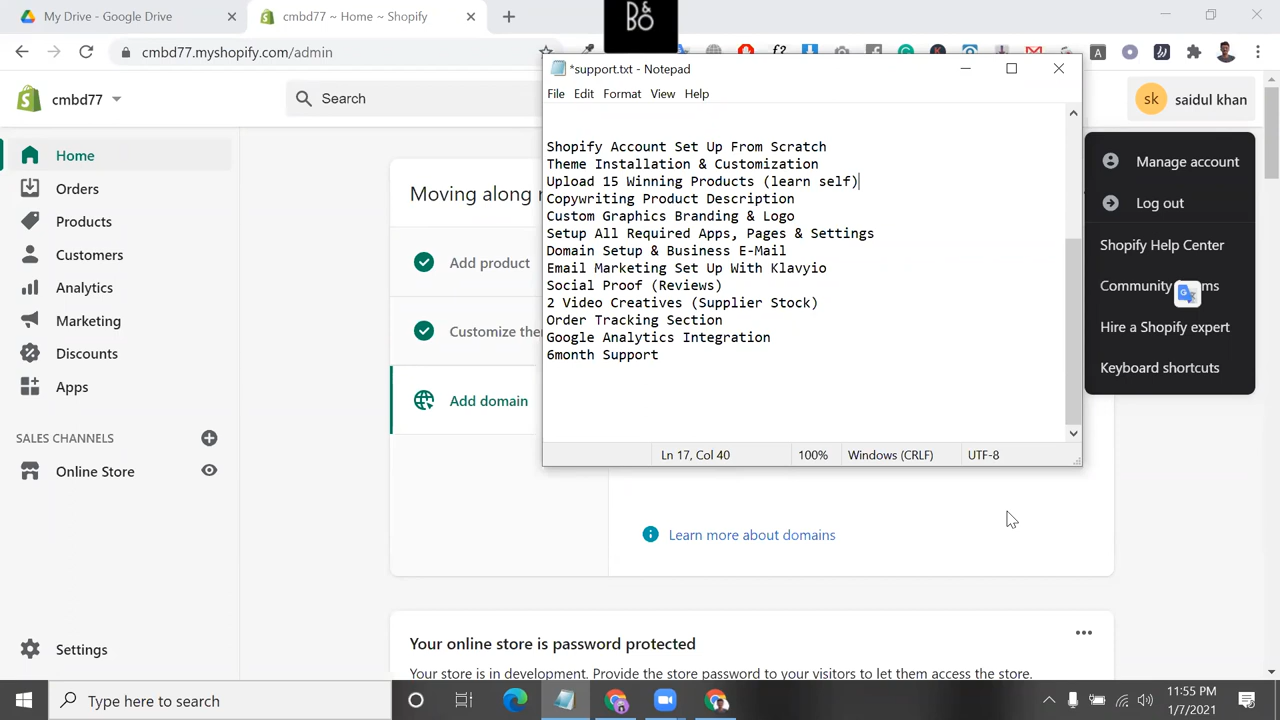 My Drive - Google Drive
cmbd77 ~ Home ~ Shopify
D&
BO
cmbd77.myshopify.com/admin
f?
A
*support.txt - Notepad
File Edit Format View Help
cmbd77
Search
sk
saidul khan
Home
Orders
Products
Customers
Analytics
Marketing
Discounts
Apps
SALES CHANNELS
Online Store
Settings
Moving along
Add product
Customize the
Add domain
Shopify Account Set Up From Scratch
Theme Installation & Customization
Upload 15 Winning Products (learn self)
Copywriting Product Description
Custom Graphics Branding & Logo
Setup All Required Apps, Pages & Settings
Domain Setup & Business E-Mail
Email Marketing Set Up With Klavyio
Social Proof (Reviews)
2 Video Creatives (Supplier Stock)
Order Tracking Section
Google Analytics Integration
6month Support
Ln 17, Col 40 100% Windows (CRLF) UTF-8
Manage account
Log out
Shopify Help Center
Community
Hire a Shopify expert
Keyboard shortcuts
Learn more about domains
Your online store is password protected
Your store is in development. Provide the store password to your visitors to let them access the store.
Type here to search
11:55 PM
1/7/2021